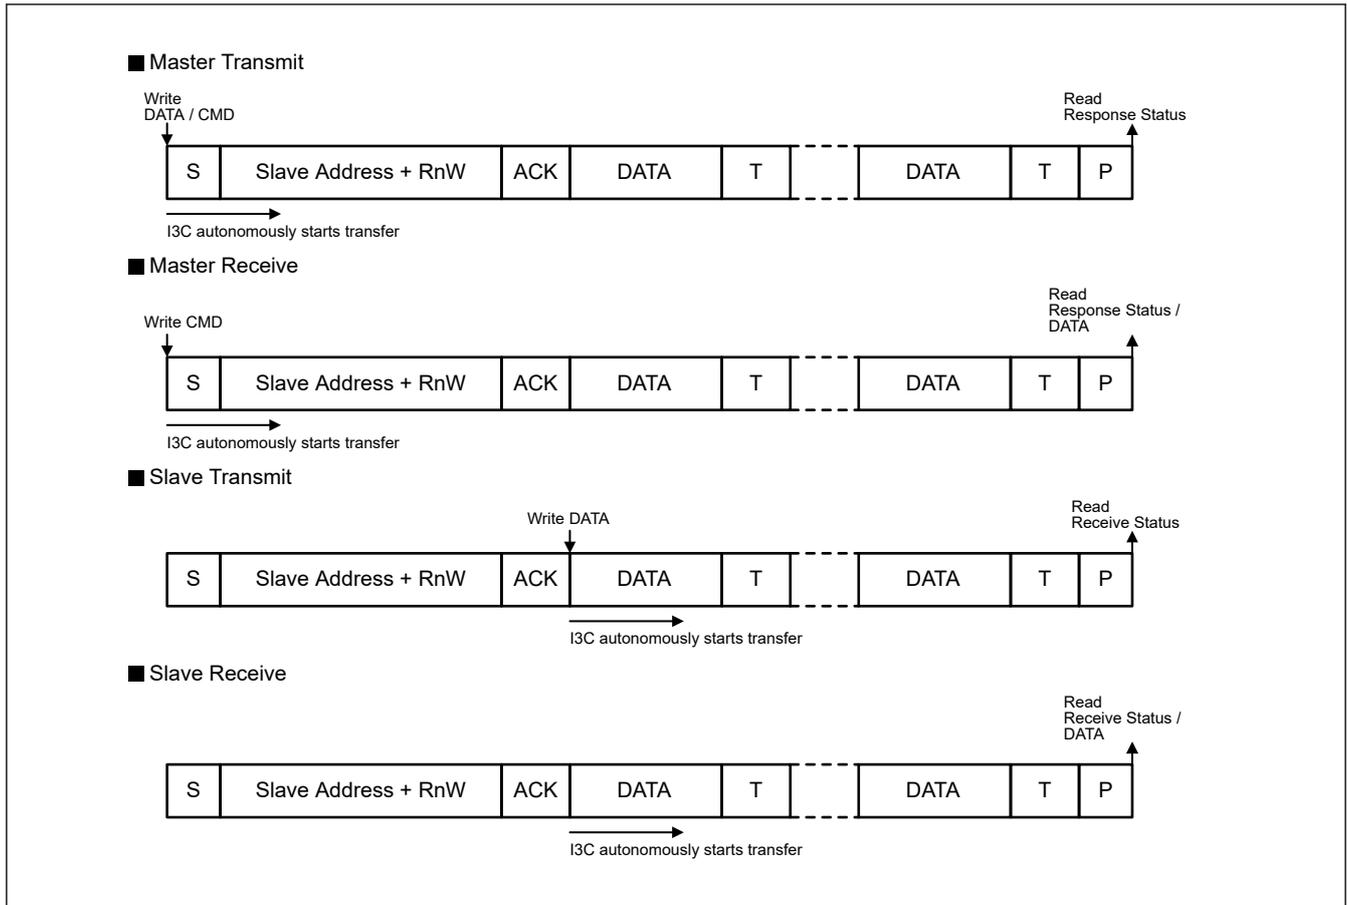 ■ Master Transmit
Write
DATA / CMD
Read
Response Status
S Slave Address + RnW ACK DATA T DATA T P
I3C autonomously starts transfer
■ Master Receive
Write CMD
Read
Response Status /
DATA
S Slave Address + RnW ACK DATA T DATA T P
I3C autonomously starts transfer
■ Slave Transmit
Write DATA
Read
Receive Status
S Slave Address + RnW ACK DATA T DATA T P
I3C autonomously starts transfer
■ Slave Receive
Read
Receive Status /
DATA
S Slave Address + RnW ACK DATA T DATA T P
I3C autonomously starts transfer